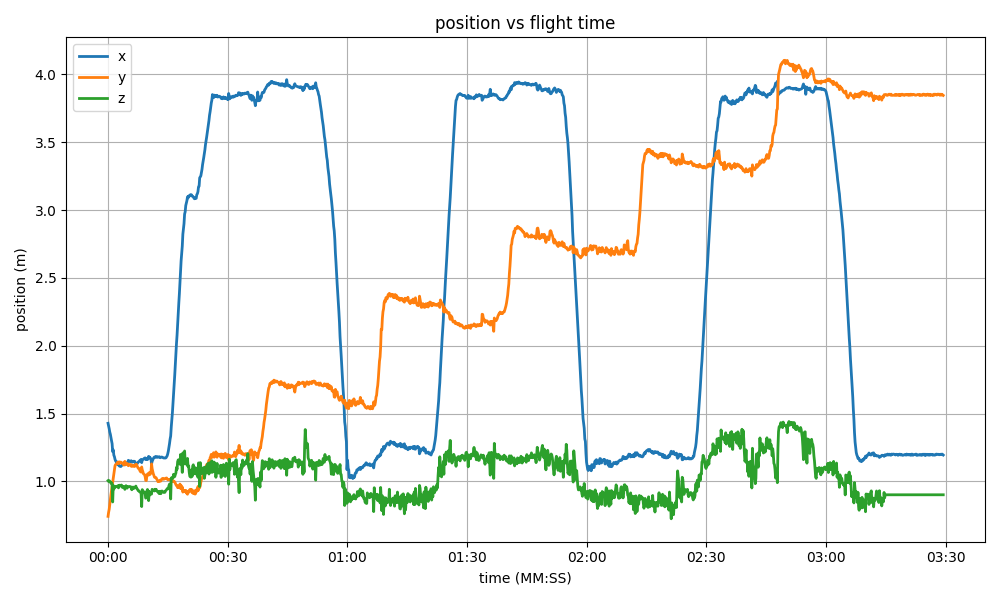 position vs flight time
x
y
z
position (m)
4.0
3.5
3.0
2.5
2.0
1.5
1.0
00:00 00:30 01:00 01:30 02:00 02:30 03:00 03:30
time (MM:SS)